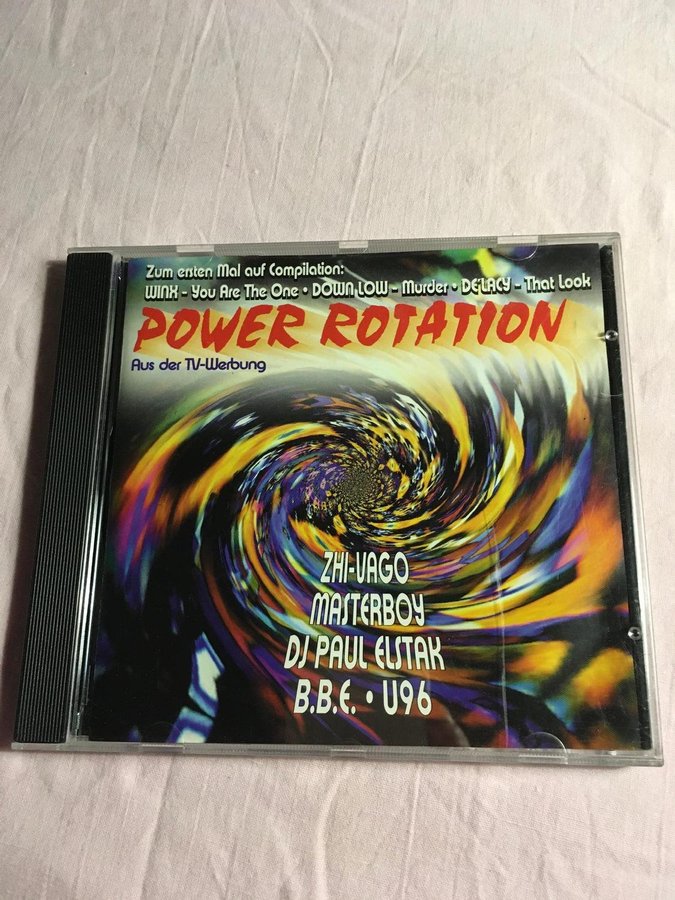 Zum ersten Mal auf Compilation:
WINX - You Are The One • DOWN LOW - Murder • DE'LACY - That Look
POWER ROTATION
Aus der TV-Werbung
ZHI-VAGO
MASTERBOY
DJ PAUL ELSTAK
B.B.E. • U96